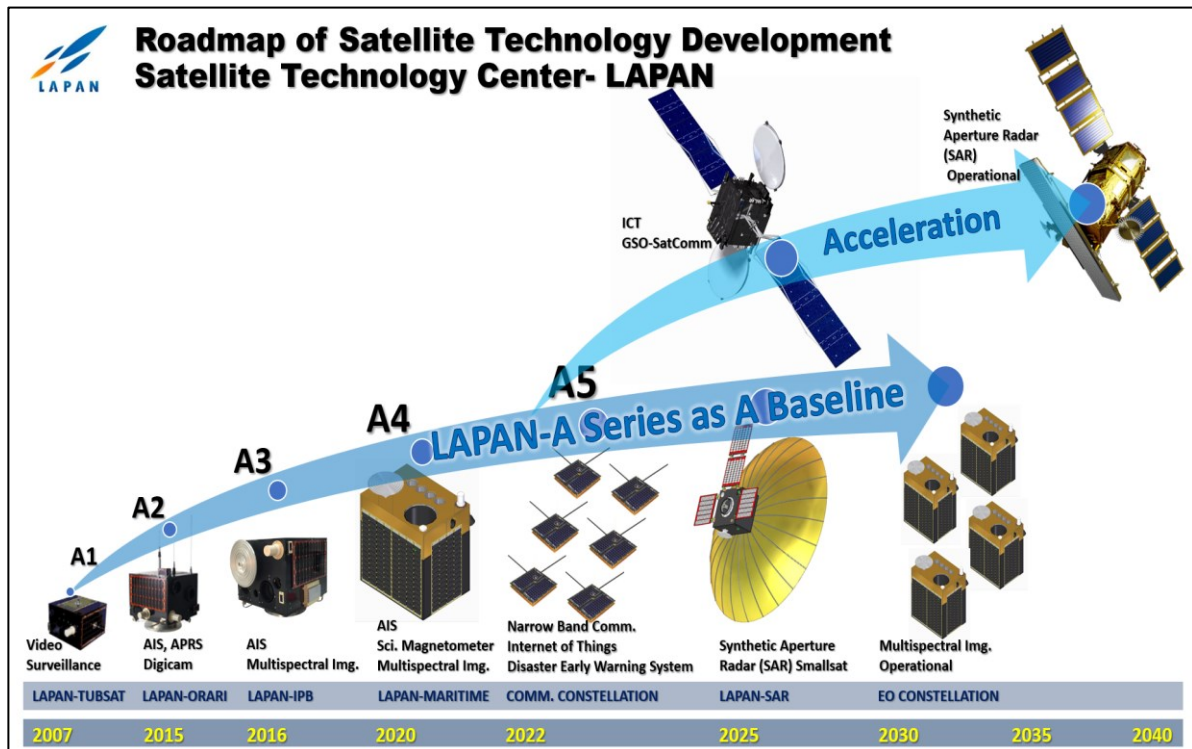 LAPAN
Roadmap of Satellite Technology Development
Satellite Technology Center- LAPAN
Synthetic
Aperture Radar
(SAR)
Operational
ICT
GSO-SatComm
Acceleration
A1
A2
A3
A4
A5
LAPAN-A Series as A Baseline
Video
Surveillance
AIS, APRS
Digicam
AIS
Multispectral Img.
AIS
Sci. Magnetometer
Multispectral Img.
Narrow Band Comm.
Internet of Things
Disaster Early Warning System
Synthetic Aperture
Radar (SAR) Smallsat
Multispectral Img.
Operational
LAPAN-TUBSAT LAPAN-ORARI LAPAN-IPB LAPAN-MARITIME COMM. CONSTELLATION LAPAN-SAR EO CONSTELLATION
2007 2015 2016 2020 2022 2025 2030 2035 2040